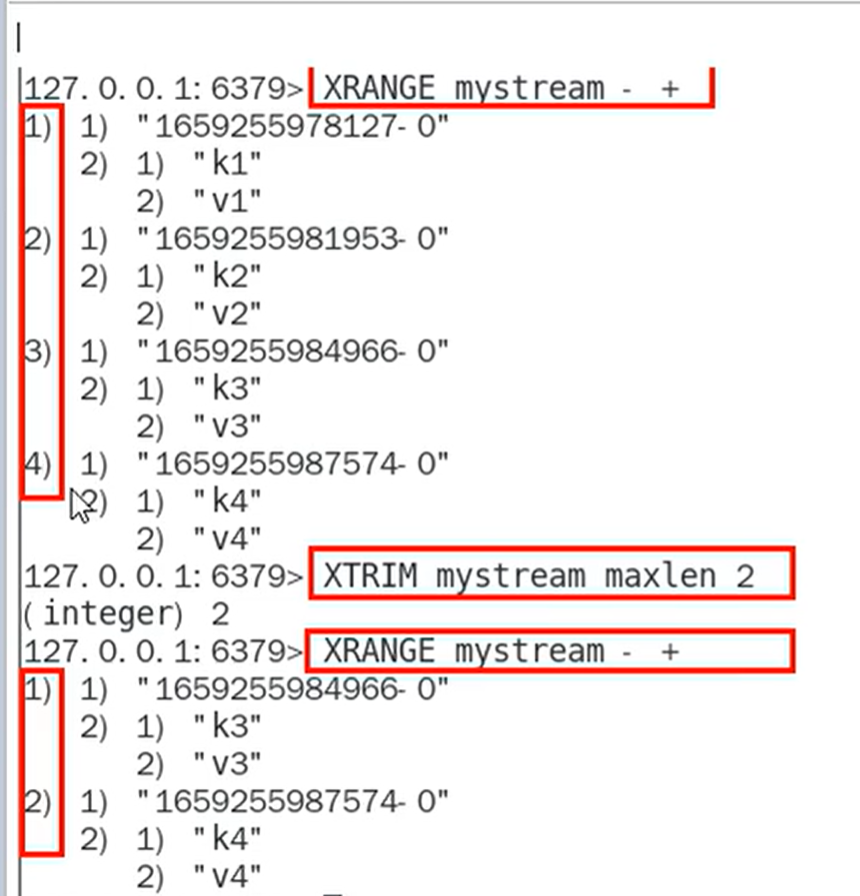 127.0.0.1:6379> XRANGE mystream - +
1) 1) "1659255978127-0"
2) 1) "k1"
2) "v1"
2) 1) "1659255981953-0"
2) 1) "k2"
2) "v2"
3) 1) "1659255984966-0"
2) 1) "k3"
2) "v3"
4) 1) "1659255987574-0"
2) 1) "k4"
2) "v4"
127.0.0.1:6379> XTRIM mystream maxlen 2
(integer) 2
127.0.0.1:6379> XRANGE mystream - +
1) 1) "1659255984966-0"
2) 1) "k3"
2) "v3"
2) 1) "1659255987574-0"
2) 1) "k4"
2) "v4"